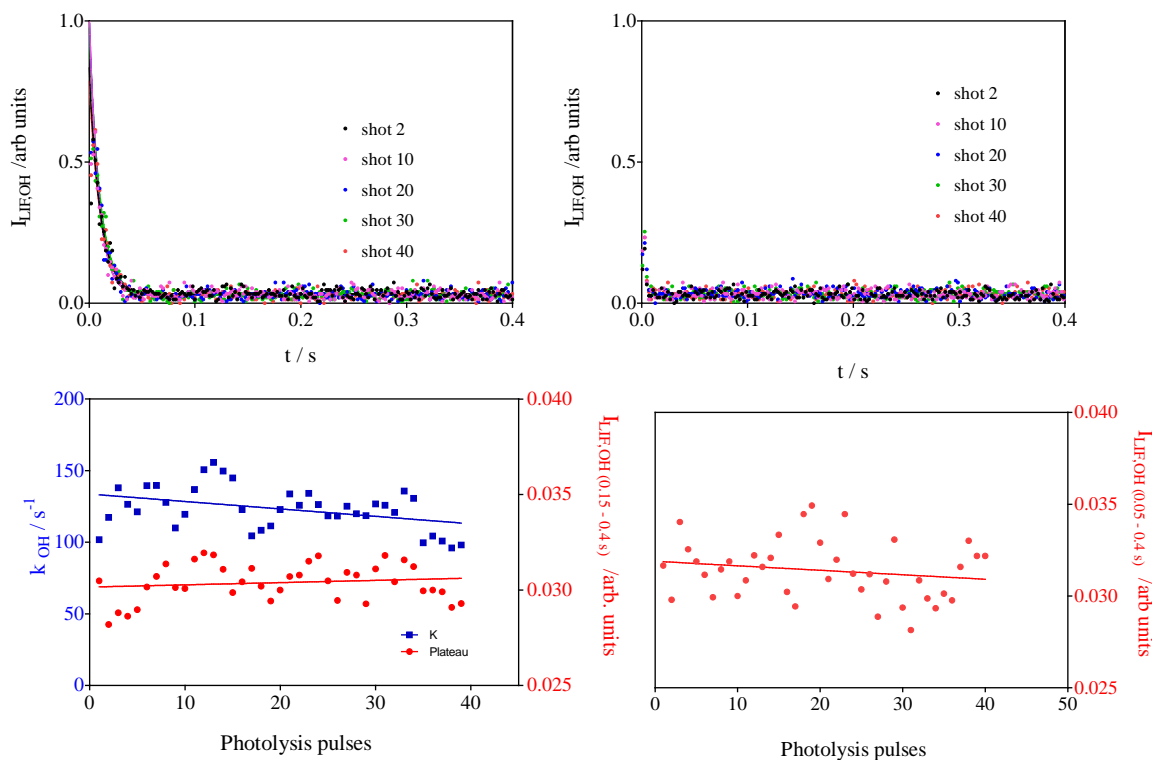 1.0
0.5
0.0
0.0
0.1
0.2
0.3
0.4
I_LIF,OH /arb units
t / s
shot 2
shot 10
shot 20
shot 30
shot 40
1.0
0.5
0.0
0.0
0.1
0.2
0.3
0.4
I_LIF,OH /arb units
t / s
shot 2
shot 10
shot 20
shot 30
shot 40
200
150
100
50
0
k_OH / s⁻¹
0
10
20
30
40
50
Photolysis pulses
K
Plateau
0.040
0.035
0.030
0.025
I_LIF,OH (0.15 - 0.4 s) /arb. units
0
10
20
30
40
50
Photolysis pulses
0.040
0.035
0.030
0.025
I_LIF,OH (0.05 - 0.4 s) /arb units